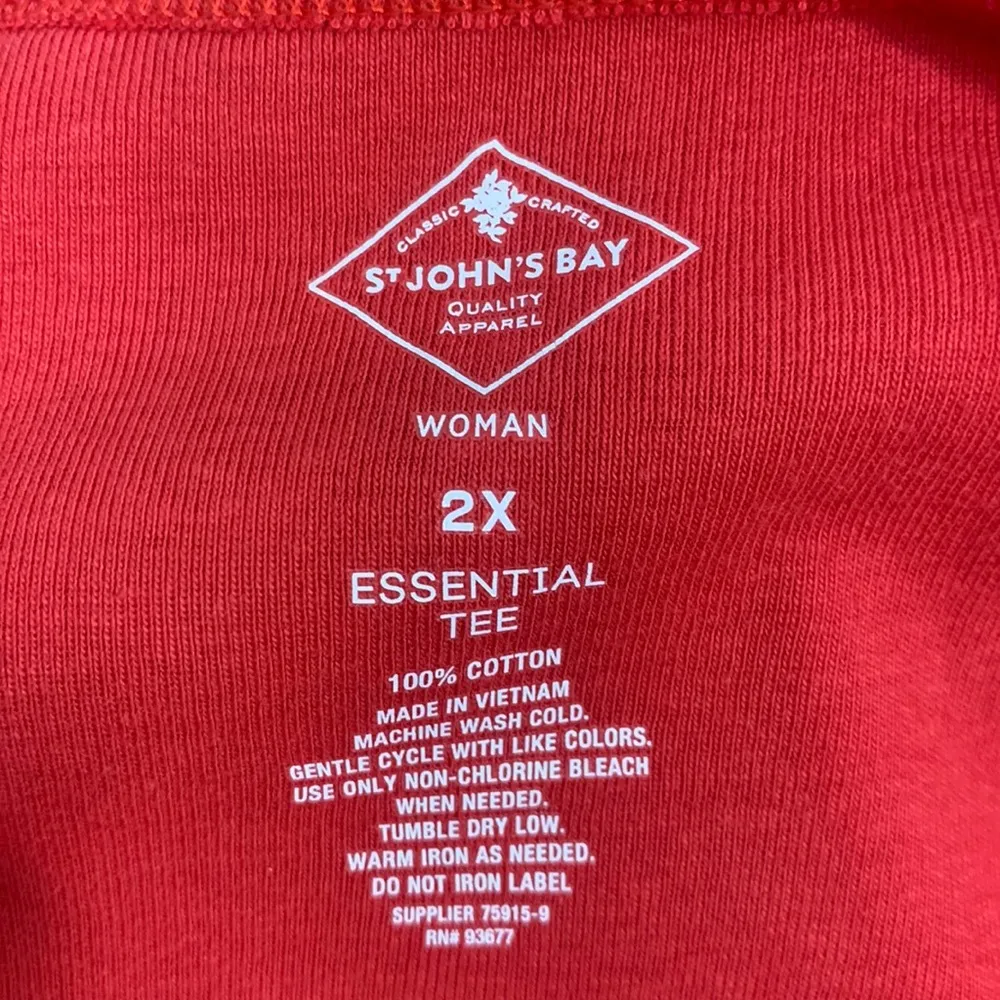 CLASSIC CRAFTED
ST JOHN'S BAY
QUALITY
APPAREL
WOMAN
2X
ESSENTIAL
TEE
100% COTTON
MADE IN VIETNAM
MACHINE WASH COLD.
GENTLE CYCLE WITH LIKE COLORS.
USE ONLY NON-CHLORINE BLEACH
WHEN NEEDED.
TUMBLE DRY LOW.
WARM IRON AS NEEDED.
DO NOT IRON LABEL
SUPPLIER 75915-9
RN# 93677